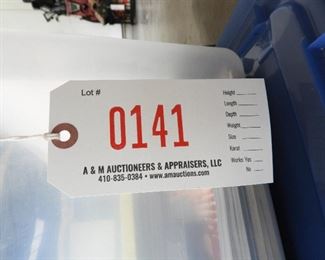 Lot #
0141
A & M AUCTIONEERS & APPRAISERS, LLC
410-835-0384 • www.amauctions.com
Height
Length
Depth
Weight
Size
Karat
Works Yes
No